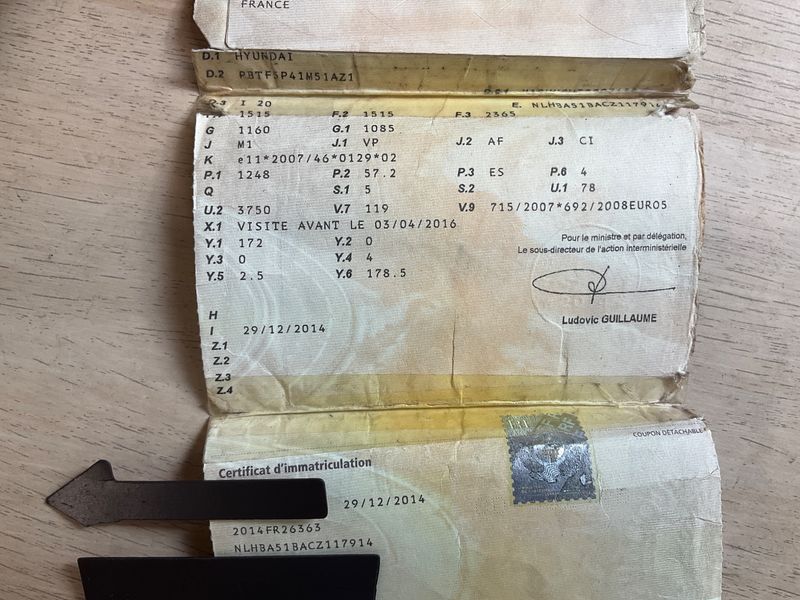 FRANCE
D.1 HYUNDAI
D.2 PBTF5P41M51AZ1
D.3 I 20 E. NLHBA51BACZ117914
1515 F.2 1515 F.3 2365
G 1160 G.1 1085
J M1 J.1 VP J.2 AF J.3 CI
K e11*2007/46*0129*02
P.1 1248 P.2 57.2 P.3 ES P.6 4
Q S.1 5 S.2 U.1 78
U.2 3750 V.7 119 V.9 715/2007*692/2008EURO5
X.1 VISITE AVANT LE 03/04/2016
Y.1 172 Y.2 0
Y.3 0 Y.4 4
Y.5 2.5 Y.6 178.5
Pour le ministre et par délégation,
Le sous-directeur de l'action interministérielle
Ludovic GUILLAUME
H
I 29/12/2014
Z.1
Z.2
Z.3
Z.4
COUPON DÉTACHABLE
Certificat d'immatriculation
29/12/2014
2014FR26363
NLHBA51BACZ117914